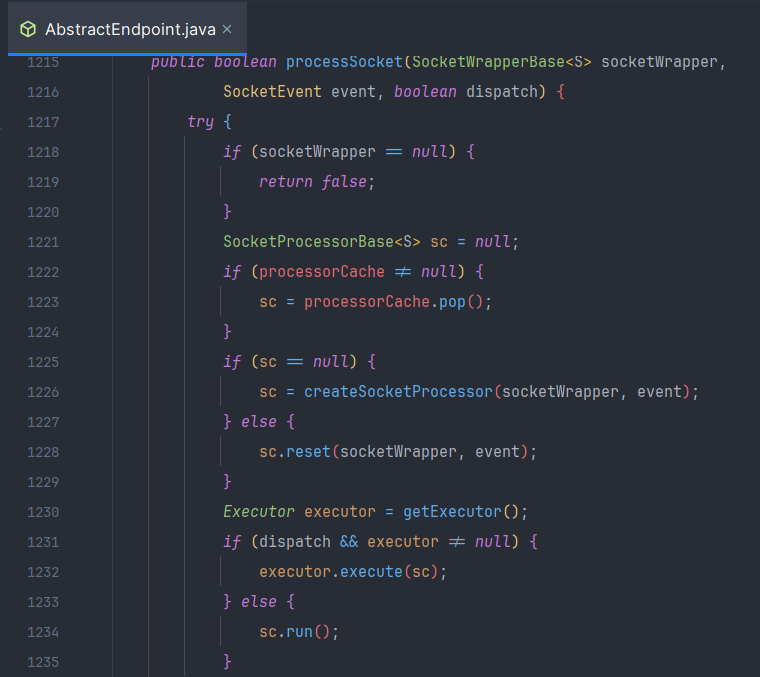 AbstractEndpoint.java ×
1215 public boolean processSocket(SocketWrapperBase<S> socketWrapper,
1216 SocketEvent event, boolean dispatch) {
1217 try {
1218 if (socketWrapper == null) {
1219 return false;
1220 }
1221 SocketProcessorBase<S> sc = null;
1222 if (processorCache != null) {
1223 sc = processorCache.pop();
1224 }
1225 if (sc == null) {
1226 sc = createSocketProcessor(socketWrapper, event);
1227 } else {
1228 sc.reset(socketWrapper, event);
1229 }
1230 Executor executor = getExecutor();
1231 if (dispatch && executor != null) {
1232 executor.execute(sc);
1233 } else {
1234 sc.run();
1235 }